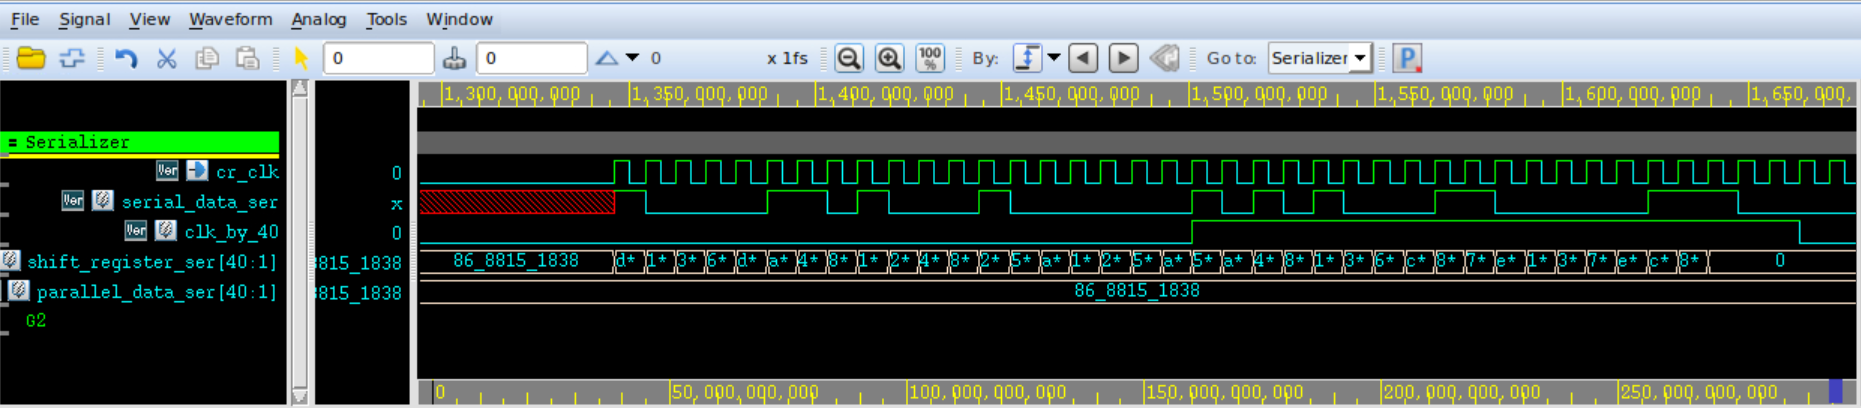 File Signal View Waveform Analog Tools Window
0 0 0 x 1fs 100 % By: Go to: Serializer P
1,300,000,000 1,350,000,000 1,400,000,000 1,450,000,000 1,500,000,000 1,550,000,000 1,600,000,000 1,650,000,
= Serializer
Ver cr_clk 0
Ver serial_data_ser x
Ver clk_by_40 0
shift_register_ser[40:1] 3815_1838 86_8815_1838 d* 1* 3* 6* d* a* 4* 8* 1* 2* 4* 8* 2* 5* a* 1* 2* 5* a* 5* a* 4* 8* 1* 3* 6* c* 8* 7* e* 1* 3* 7* e* c* 8* 0
parallel_data_ser[40:1] 3815_1838 86_8815_1838
G2
0 50,000,000,000 100,000,000,000 150,000,000,000 200,000,000,000 250,000,000,000